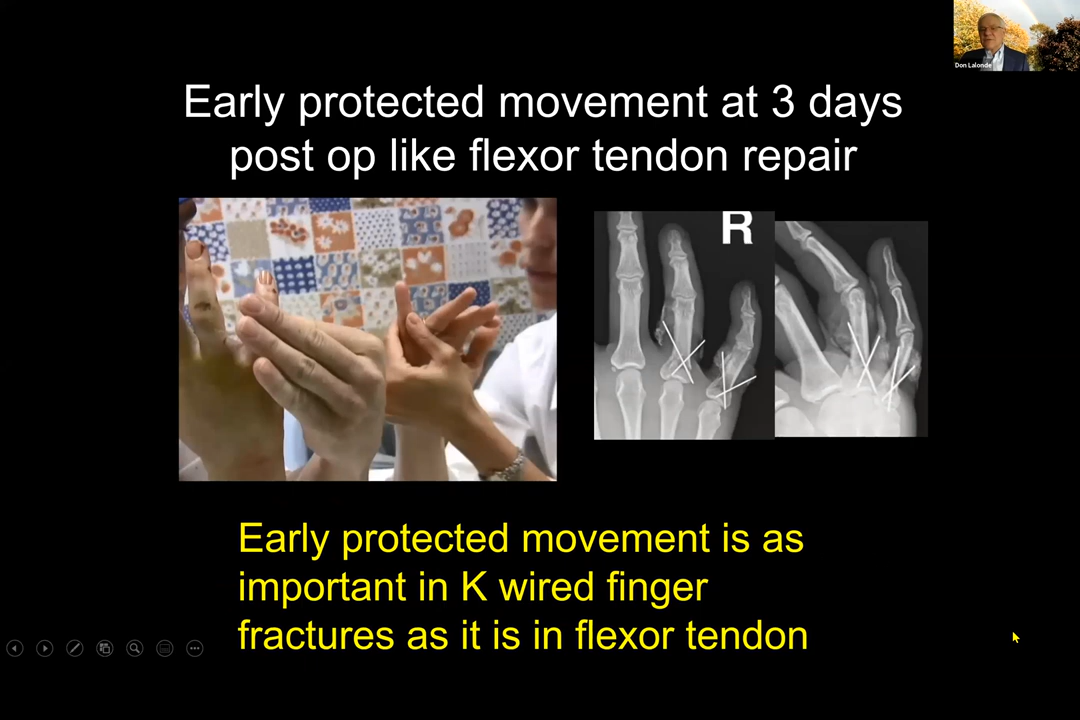 Don Lalonde
Early protected movement at 3 days
post op like flexor tendon repair
R
Early protected movement is as
important in K wired finger
fractures as it is in flexor tendon